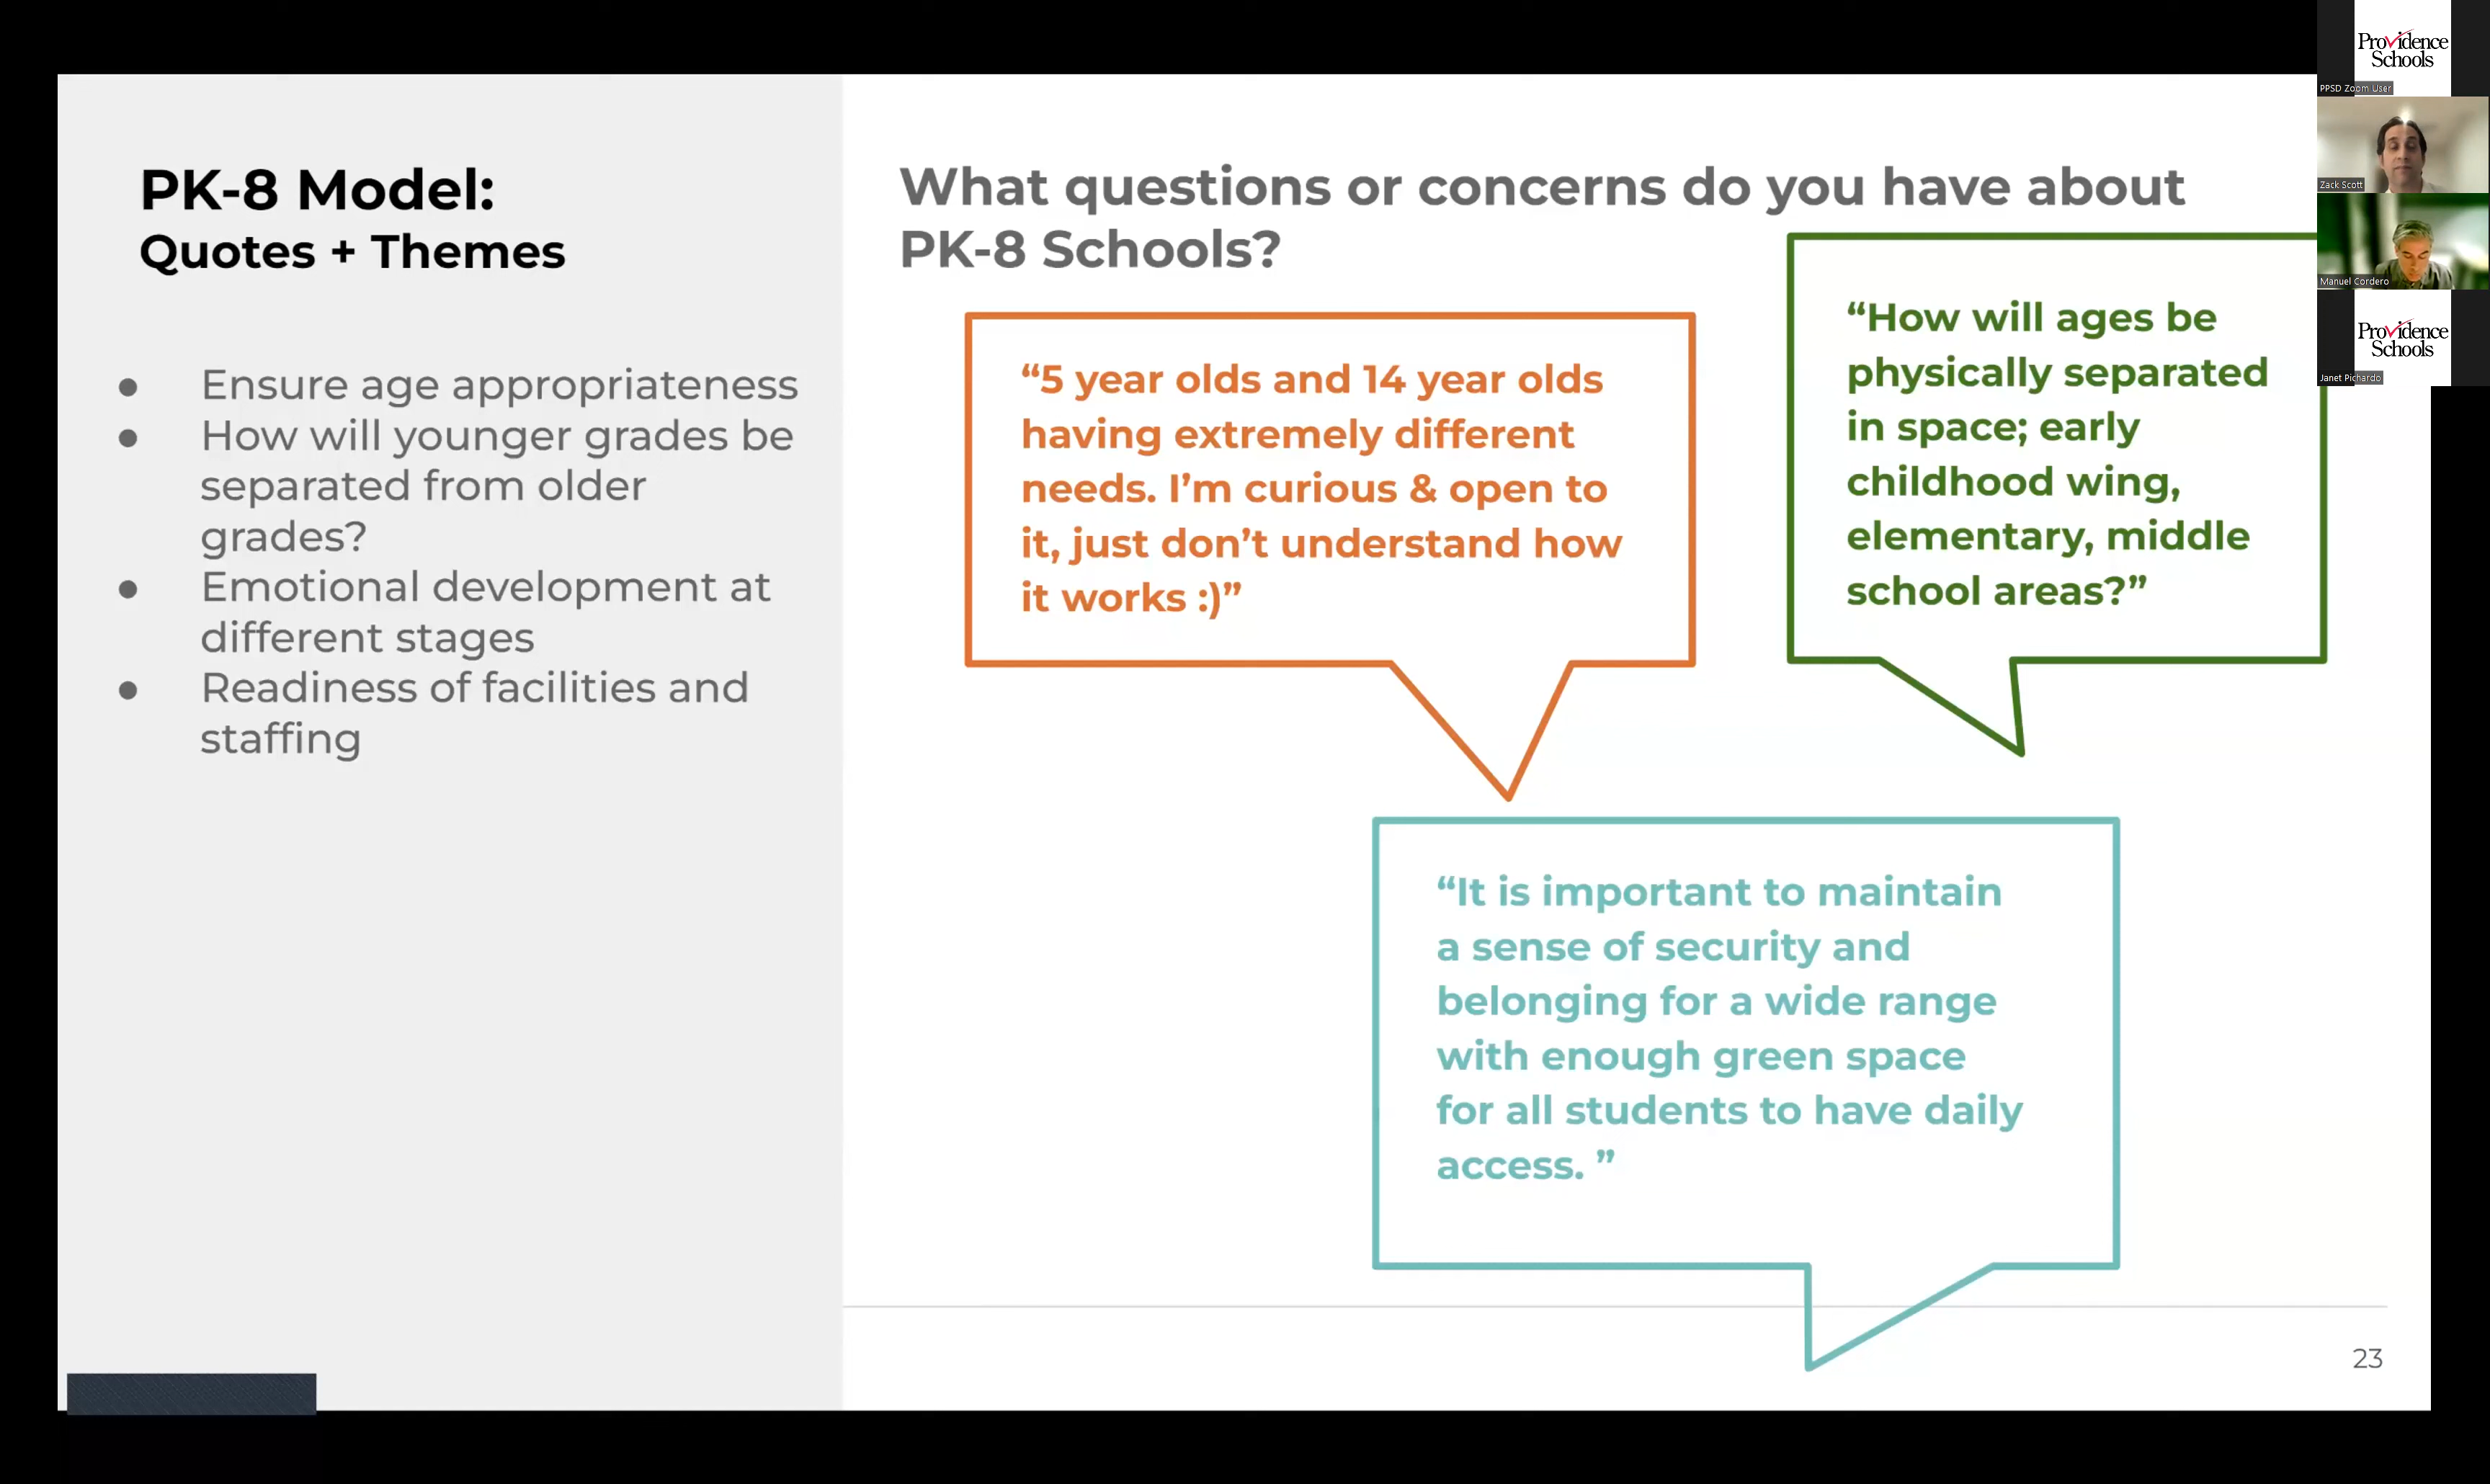 PK-8 Model:
Quotes + Themes
● Ensure age appropriateness
● How will younger grades be
separated from older
grades?
● Emotional development at
different stages
● Readiness of facilities and
staffing
What questions or concerns do you have about
PK-8 Schools?
“5 year olds and 14 year olds
having extremely different
needs. I’m curious & open to
it, just don’t understand how
it works :)”
“How will ages be
physically separated
in space; early
childhood wing,
elementary, middle
school areas?”
“It is important to maintain
a sense of security and
belonging for a wide range
with enough green space
for all students to have daily
access. ”
23
Providence
Schools
PPSD Zoom User
Zack Scott
Manuel Cordero
Providence
Schools
Janet Pichardo